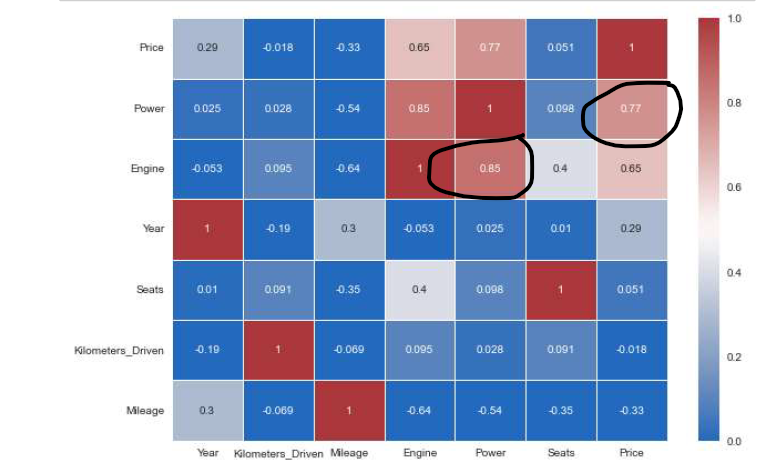 Price 0.29 -0.018 -0.33 0.65 0.77 0.051 1
Power 0.025 0.028 -0.54 0.85 1 0.098 0.77
Engine -0.053 0.095 -0.64 1 0.85 0.4 0.65
Year 1 -0.19 0.3 -0.053 0.025 0.01 0.29
Seats 0.01 0.091 -0.35 0.4 0.098 1 0.051
Kilometers_Driven -0.19 1 -0.069 0.095 0.028 0.091 -0.018
Mileage 0.3 -0.069 1 -0.64 -0.54 -0.35 -0.33
Year Kilometers_Driven Mileage Engine Power Seats Price
1.0
0.8
0.6
0.4
0.2
0.0